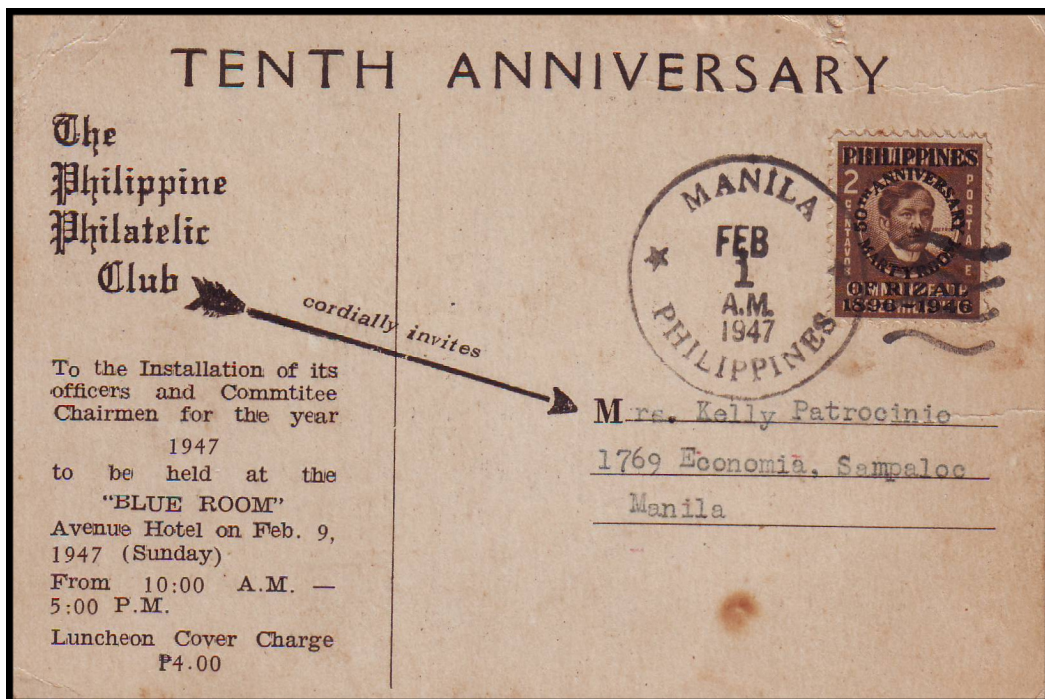 TENTH ANNIVERSARY
The
Philippine
Philatelic
Club
cordially invites
To the Installation of its
officers and Commtitee
Chairmen for the year
1947
to be held at the
"BLUE ROOM"
Avenue Hotel on Feb. 9,
1947 (Sunday)
From 10:00 A.M. —
5:00 P.M.
Luncheon Cover Charge
₱4.00
MANILA
FEB
1
A.M.
1947
PHILIPPINES
PHILIPPINES
2
CENTAVOS
POSTAGE
50TH ANNIVERSARY
MARTYRDOM
OF RIZAL
1896-1946
Mrs. Kelly Patrocinio
1769 Economia, Sampaloc
Manila